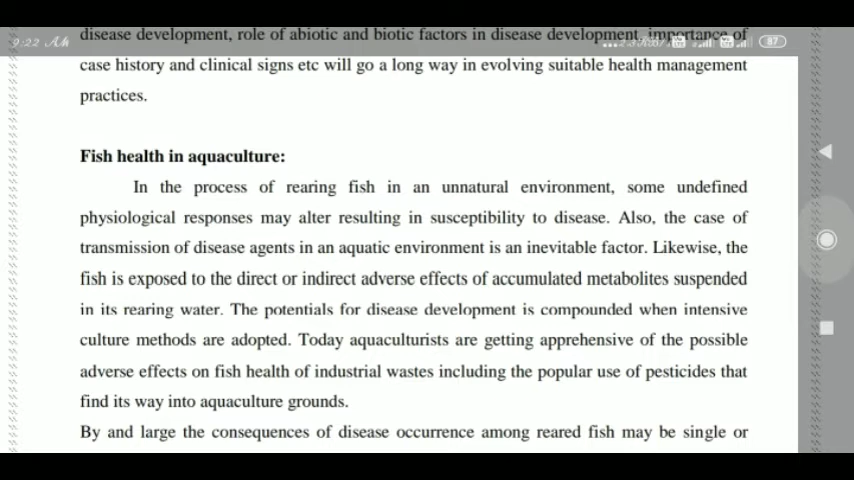 disease development, role of abiotic and biotic factors in disease development, importance of
9:22 AM 87
case history and clinical signs etc will go a long way in evolving suitable health management
practices.
Fish health in aquaculture:
In the process of rearing fish in an unnatural environment, some undefined
physiological responses may alter resulting in susceptibility to disease. Also, the case of
transmission of disease agents in an aquatic environment is an inevitable factor. Likewise, the
fish is exposed to the direct or indirect adverse effects of accumulated metabolites suspended
in its rearing water. The potentials for disease development is compounded when intensive
culture methods are adopted. Today aquaculturists are getting apprehensive of the possible
adverse effects on fish health of industrial wastes including the popular use of pesticides that
find its way into aquaculture grounds.
By and large the consequences of disease occurrence among reared fish may be single or